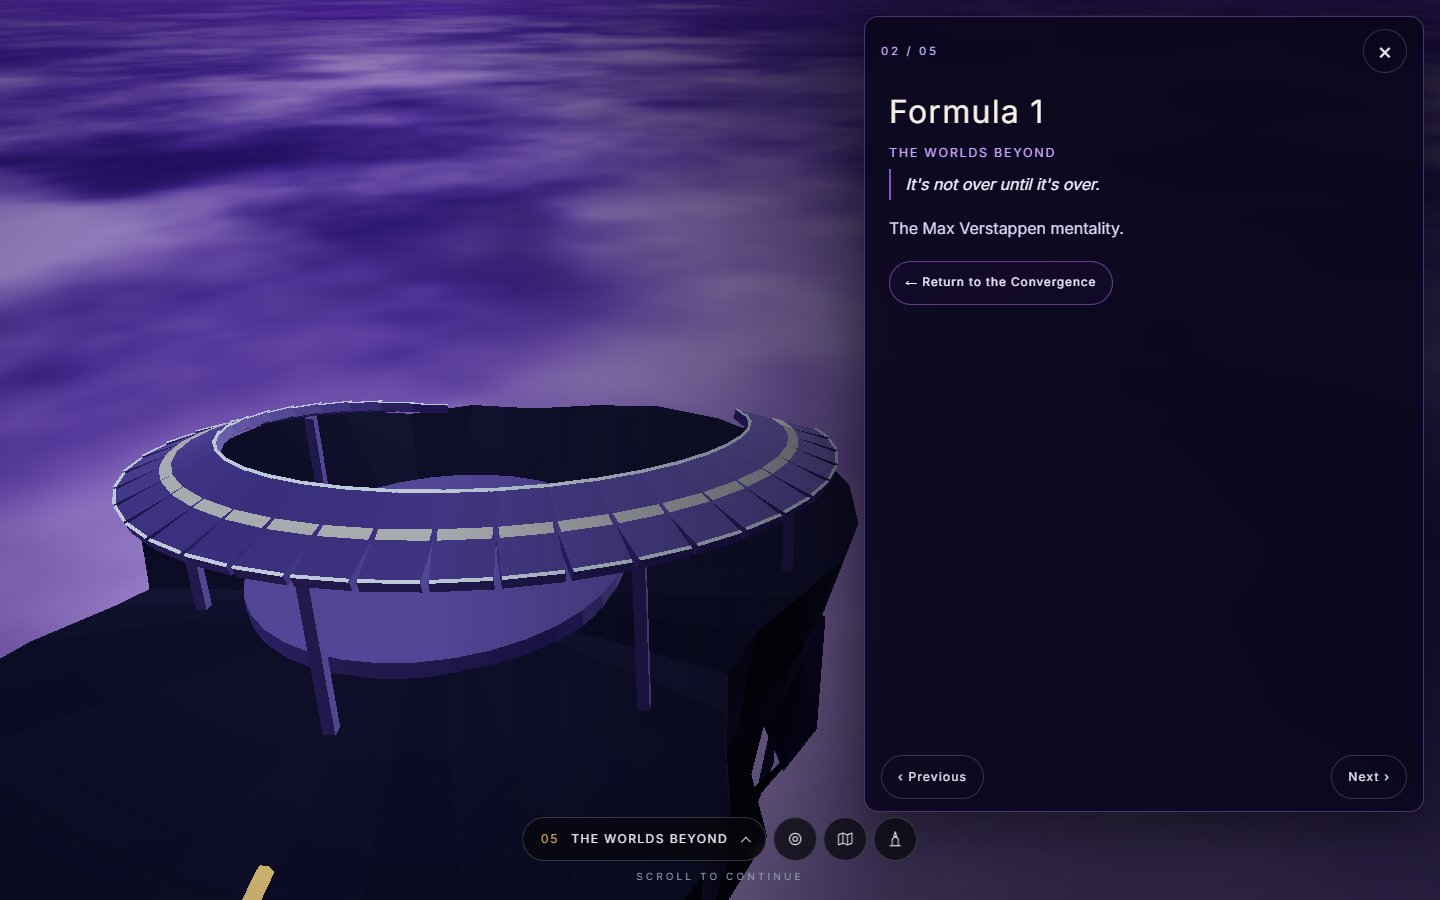 02 / 05
×
Formula 1
THE WORLDS BEYOND
It's not over until it's over.
The Max Verstappen mentality.
← Return to the Convergence
‹ Previous
Next ›
05 THE WORLDS BEYOND
SCROLL TO CONTINUE